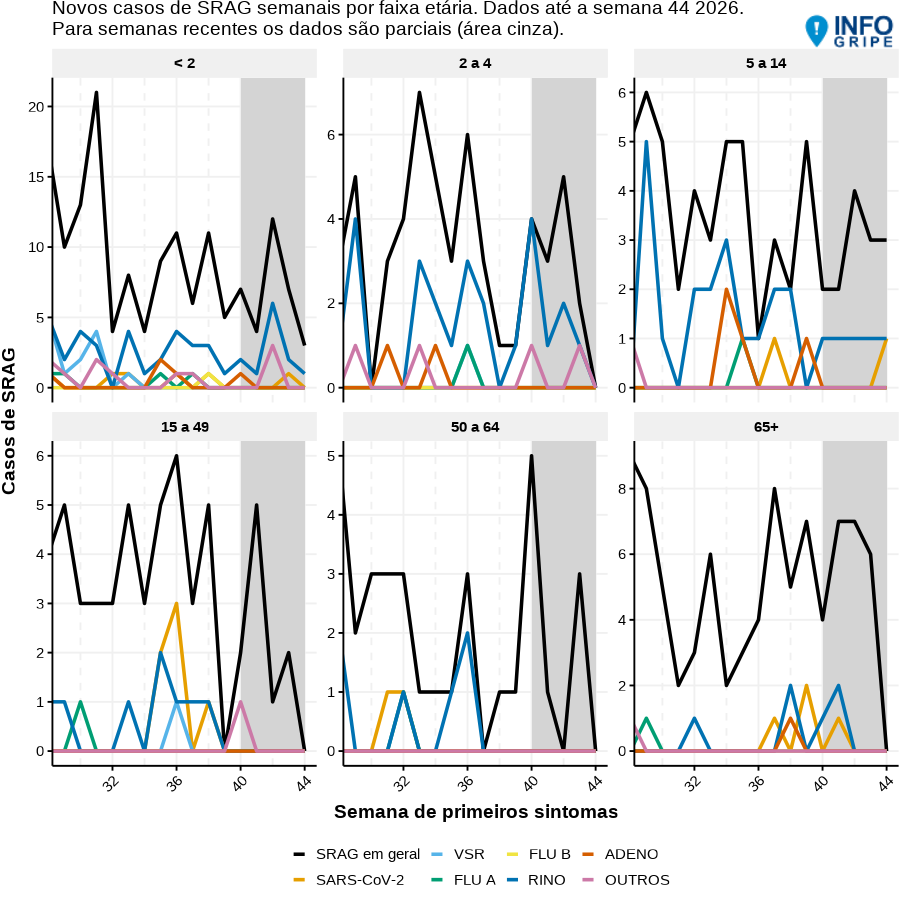 Novos casos de SRAG semanais por faixa etária. Dados até a semana 44 2026.
Para semanas recentes os dados são parciais (área cinza).
INFO
GRIPE
< 2
2 a 4
5 a 14
20
15
10
5
0
6
4
2
0
6
5
4
3
2
1
0
Casos de SRAG
15 a 49
50 a 64
65+
6
5
4
3
2
1
0
5
4
3
2
1
0
8
6
4
2
0
32
36
40
44
32
36
40
44
32
36
40
44
Semana de primeiros sintomas
SRAG em geral
VSR
FLU B
ADENO
SARS-CoV-2
FLU A
RINO
OUTROS